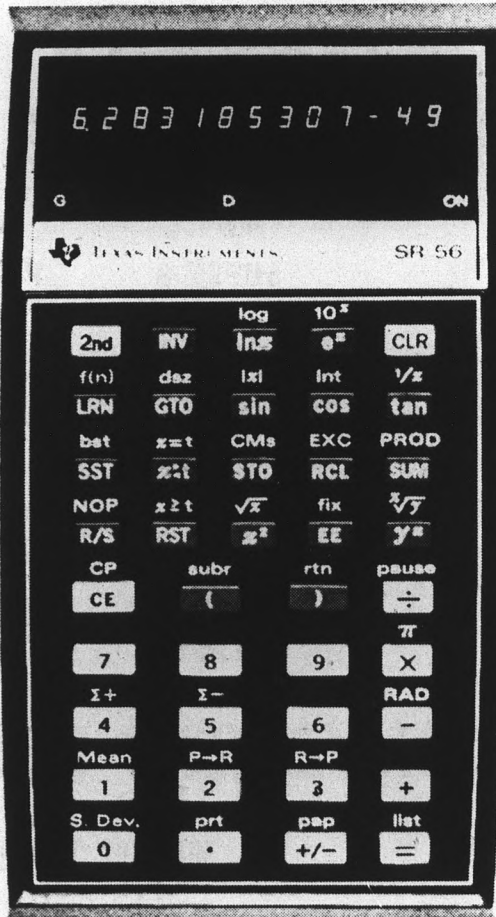 6.283185307-49
G D ON
TEXAS INSTRUMENTS SR 56
log 10ˣ
2nd INV lnx eˣ CLR
f(n) dsz |x| Int 1/x
LRN GTO sin cos tan
bst x=t CMs EXC PROD
SST x:t STO RCL SUM
NOP x≥t √x fix ˣ√y
R/S RST x² EE yˣ
CP subr rtn pause
CE ( ) ÷
π
7 8 9 ×
Σ+ Σ− RAD
4 5 6 −
Mean P→R R→P
1 2 3 +
S. Dev. prt pap list
0 . +/− =